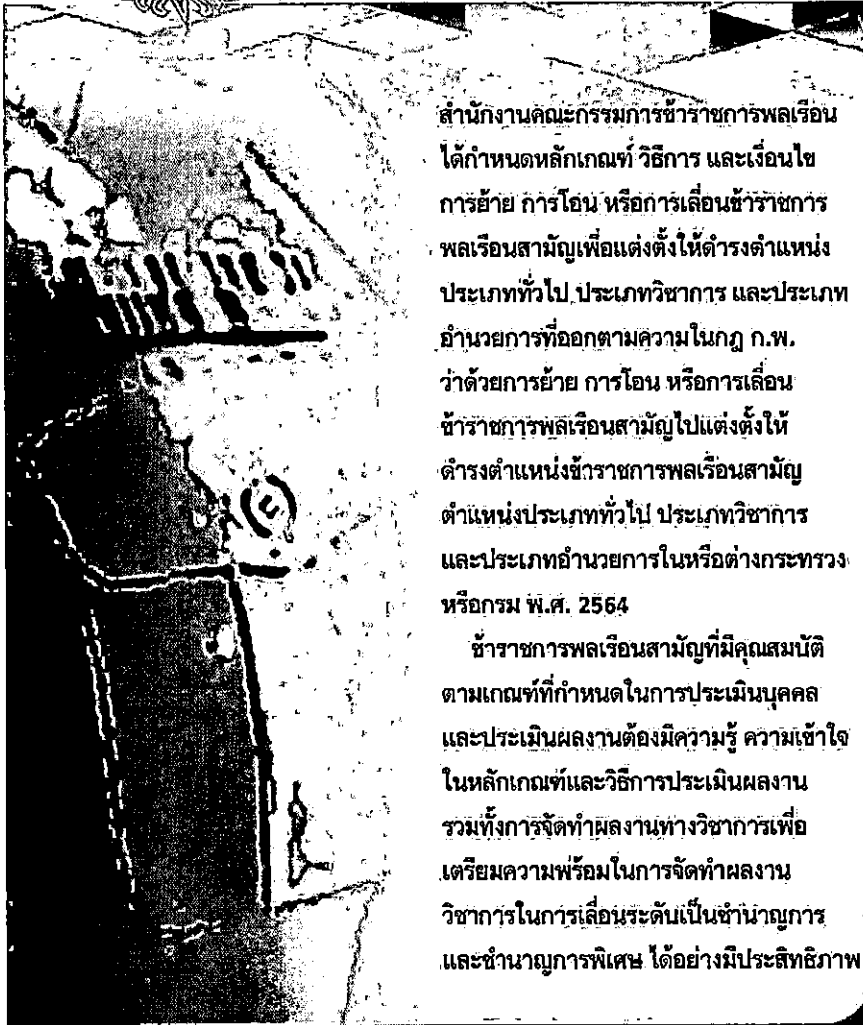 สำนักงานคณะกรรมการข้าราชการพลเรือน
ได้กำหนดหลักเกณฑ์ วิธีการ และเงื่อนไข
การย้าย การโอน หรือการเลื่อนข้าราชการ
พลเรือนสามัญเพื่อแต่งตั้งให้ดำรงตำแหน่ง
ประเภททั่วไป ประเภทวิชาการ และประเภท
อำนวยการที่ออกตามความในกฎ ก.พ.
ว่าด้วยการย้าย การโอน หรือการเลื่อน
ข้าราชการพลเรือนสามัญไปแต่งตั้งให้
ดำรงตำแหน่งข้าราชการพลเรือนสามัญ
ตำแหน่งประเภททั่วไป ประเภทวิชาการ
และประเภทอำนวยการในหรือต่างกระทรวง
หรือกรม พ.ศ. 2564
ข้าราชการพลเรือนสามัญที่มีคุณสมบัติ
ตามเกณฑ์ที่กำหนดในการประเมินบุคคล
และประเมินผลงานต้องมีความรู้ ความเข้าใจ
ในหลักเกณฑ์และวิธีการประเมินผลงาน
รวมทั้งการจัดทำผลงานทางวิชาการเพื่อ
เตรียมความพร้อมในการจัดทำผลงาน
วิชาการในการเลื่อนระดับเป็นชำนาญการ
และชำนาญการพิเศษ ได้อย่างมีประสิทธิภาพ